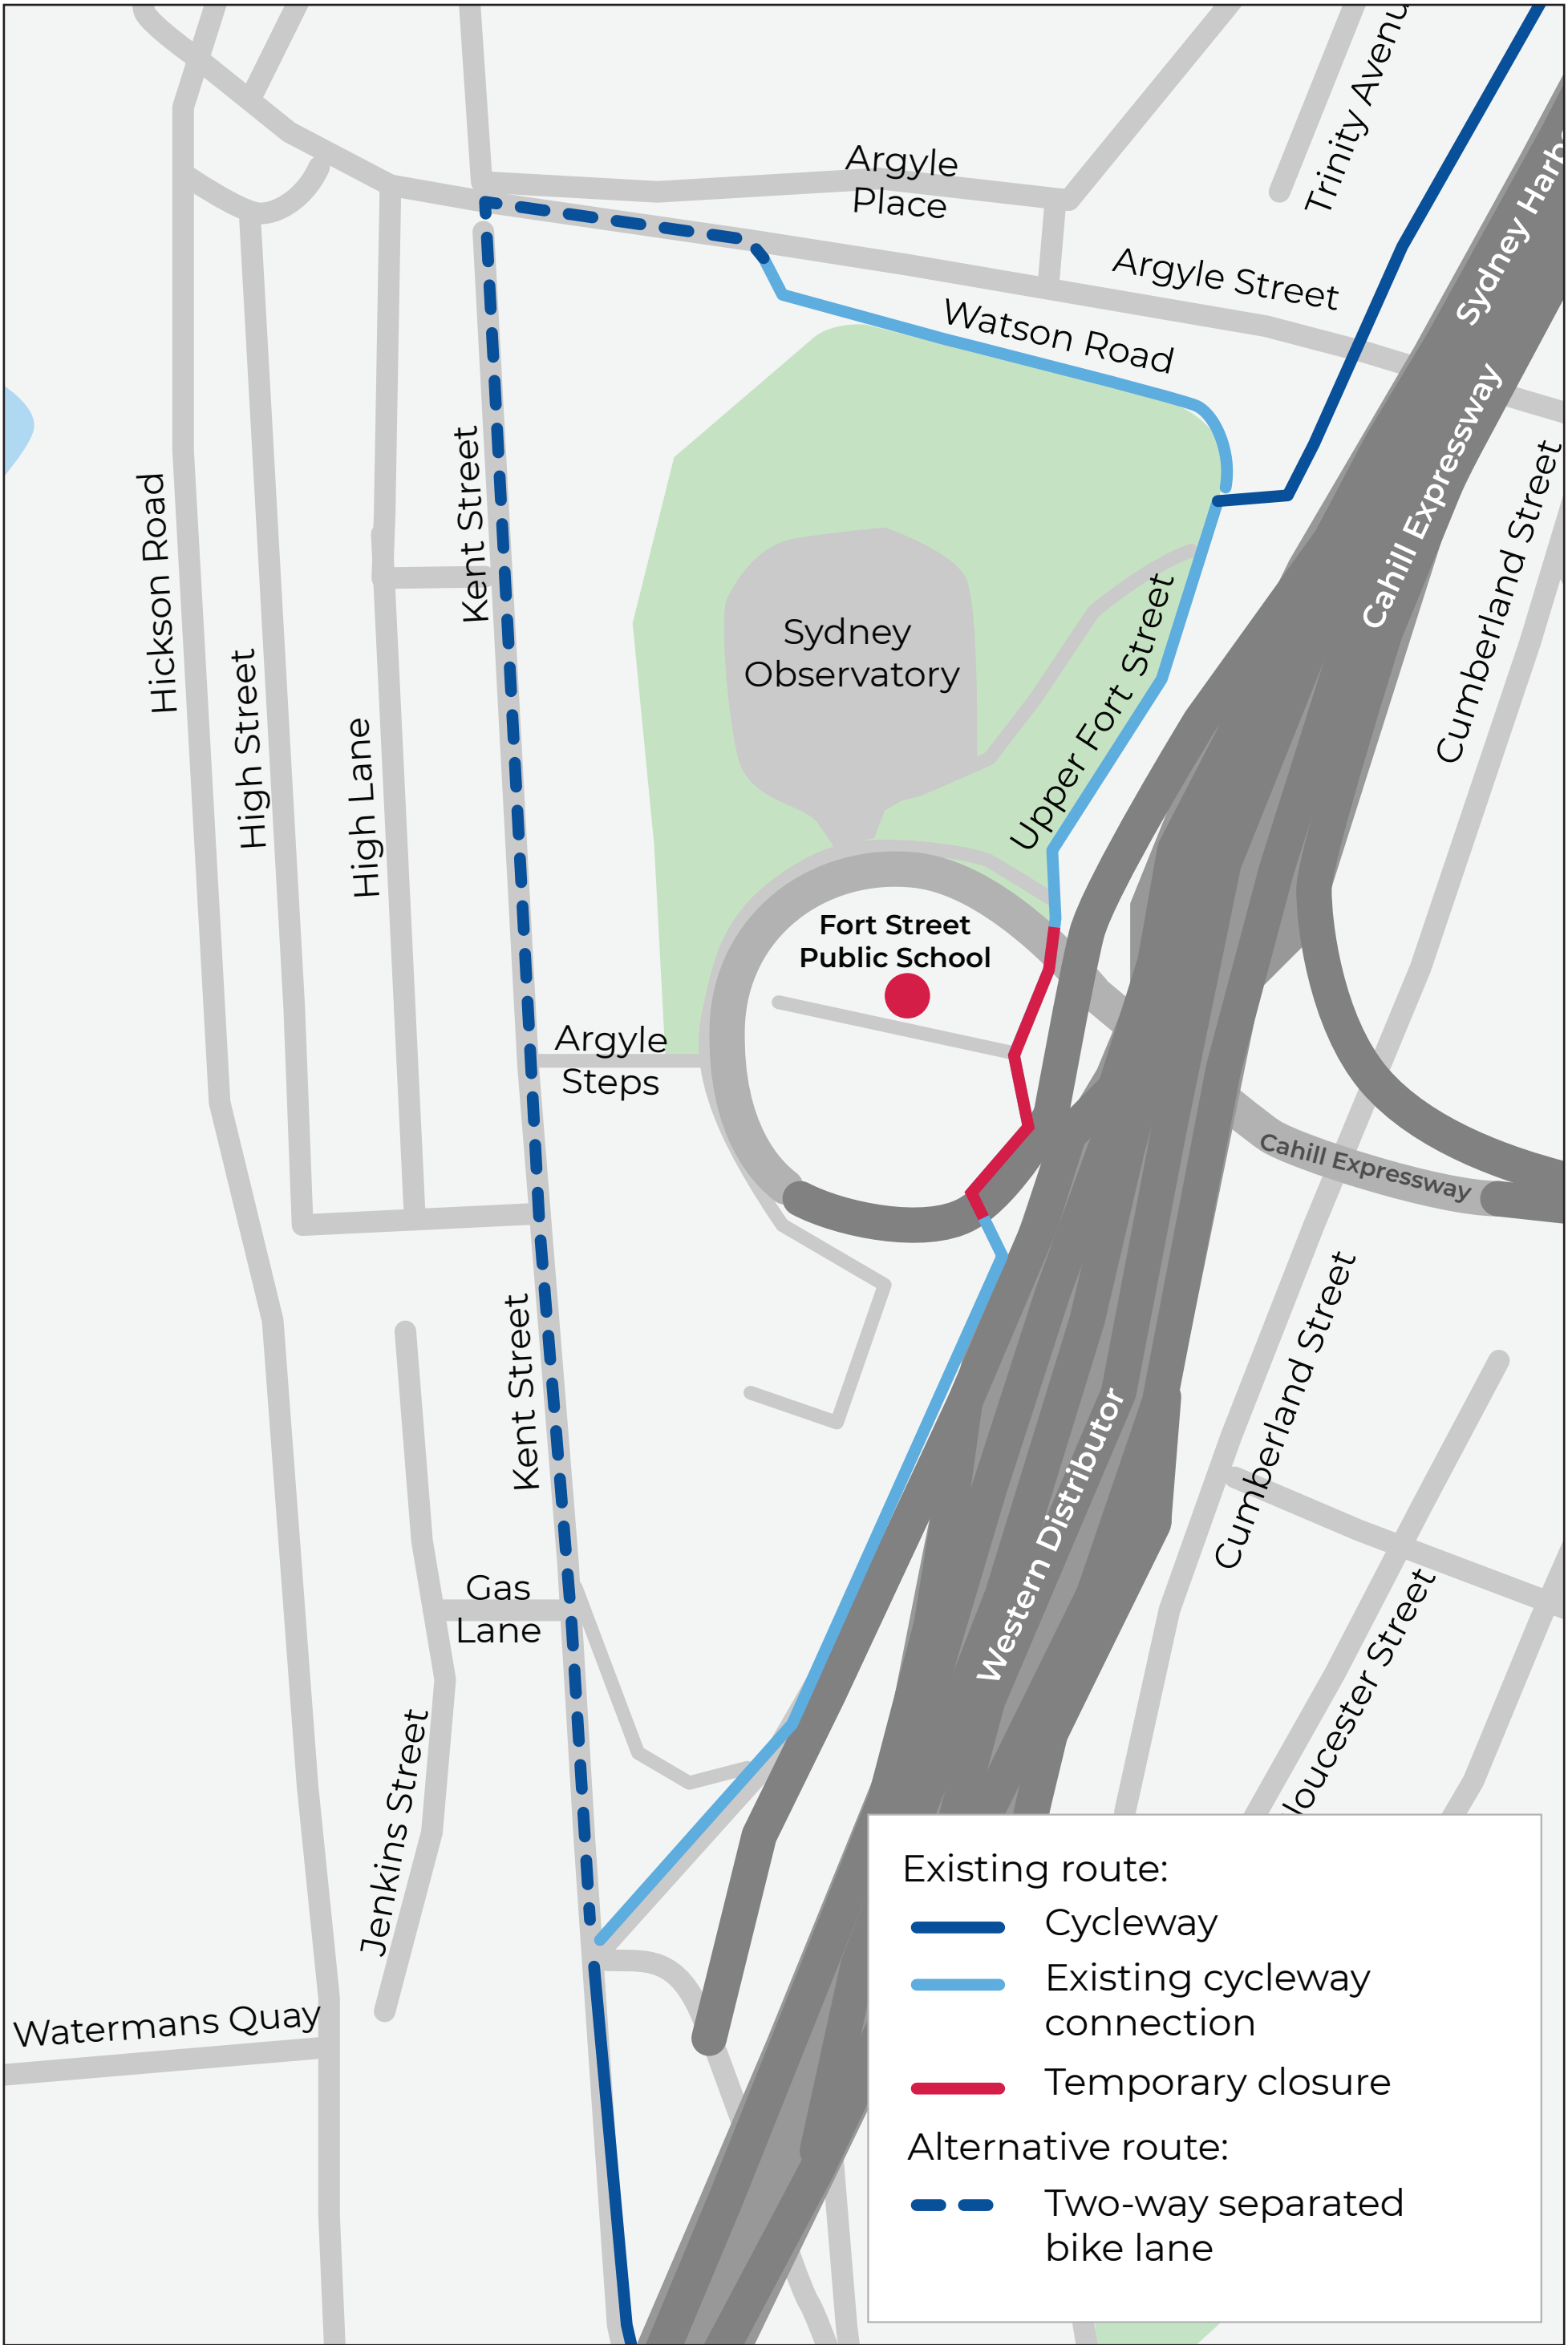 Trinity Avenu
Argyle
Place
Argyle Street
Watson Road
Sydney Harb
Cahill Expressway
Cumberland Street
Kent Street
Hickson Road
High Street
High Lane
Sydney
Observatory
Upper Fort Street
Fort Street
Public School
Argyle
Steps
Cahill Expressway
Cumberland Street
Kent Street
Western Distributor
Gas
Lane
loucester Street
Jenkins Street
Watermans Quay
Existing route:
Cycleway
Existing cycleway
connection
Temporary closure
Alternative route:
Two-way separated
bike lane